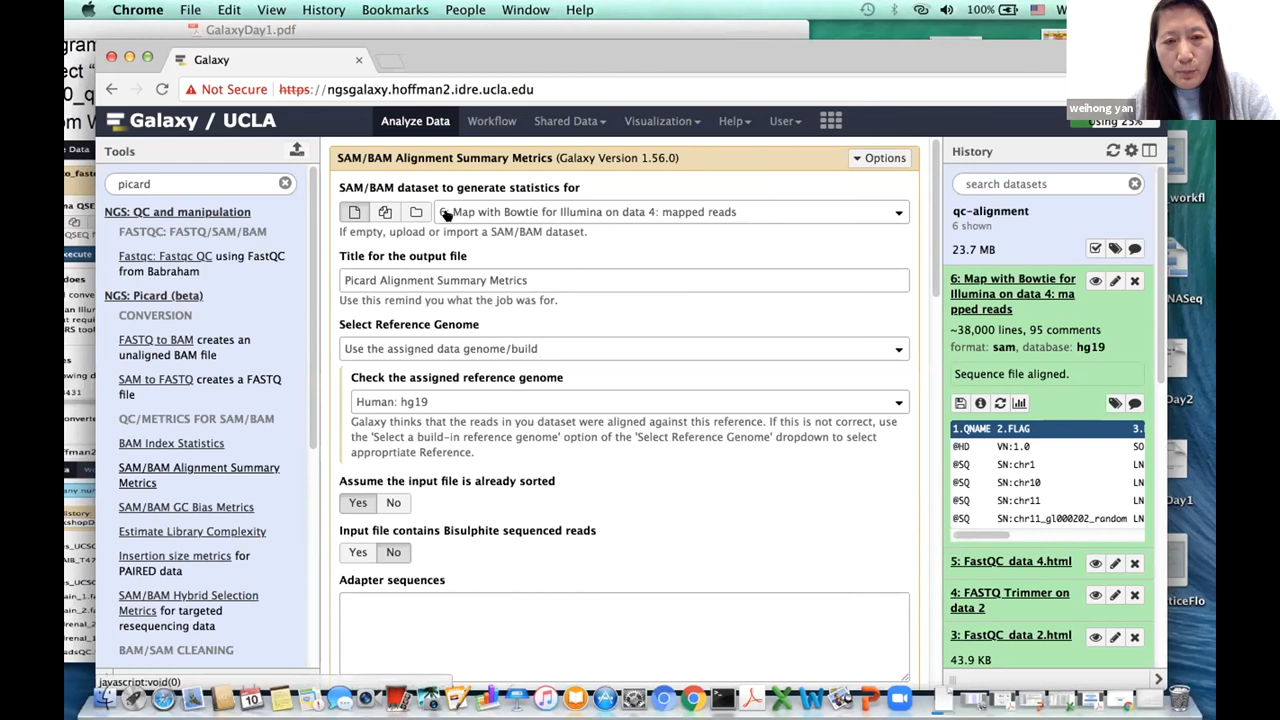 Chrome File Edit View History Bookmarks People Window Help 100%
GalaxyDay1.pdf
weihong yan
Galaxy
Not Secure https://ngsgalaxy.hoffman2.idre.ucla.edu
Galaxy / UCLA Analyze Data Workflow Shared Data Visualization Help User Using 25%
Tools
picard
NGS: QC and manipulation
FASTQC: FASTQ/SAM/BAM
Fastqc: Fastqc QC using FastQC
from Babraham
NGS: Picard (beta)
CONVERSION
FASTQ to BAM creates an
unaligned BAM file
SAM to FASTQ creates a FASTQ
file
QC/METRICS FOR SAM/BAM
BAM Index Statistics
SAM/BAM Alignment Summary
Metrics
SAM/BAM GC Bias Metrics
Estimate Library Complexity
Insertion size metrics for
PAIRED data
SAM/BAM Hybrid Selection
Metrics for targeted
resequencing data
BAM/SAM CLEANING
javascript:void(0)
SAM/BAM Alignment Summary Metrics (Galaxy Version 1.56.0) Options
SAM/BAM dataset to generate statistics for
Map with Bowtie for Illumina on data 4: mapped reads
If empty, upload or import a SAM/BAM dataset.
Title for the output file
Picard Alignment Summary Metrics
Use this remind you what the job was for.
Select Reference Genome
Use the assigned data genome/build
Check the assigned reference genome
Human: hg19
Galaxy thinks that the reads in you dataset were aligned against this reference. If this is not correct, use
the 'Select a build-in reference genome' option of the 'Select Reference Genome' dropdown to select
approprtiate Reference.
Assume the input file is already sorted
Yes No
Input file contains Bisulphite sequenced reads
Yes No
Adapter sequences
History
search datasets
qc-alignment
6 shown
23.7 MB
6: Map with Bowtie for
Illumina on data 4: ma
pped reads
~38,000 lines, 95 comments
format: sam, database: hg19
Sequence file aligned.
1.QNAME 2.FLAG 3.
@HD VN:1.0 SO
@SQ SN:chr1 LN
@SQ SN:chr10 LN
@SQ SN:chr11 LN
@SQ SN:chr11_gl000202_random LN
5: FastQC_data 4.html
4: FASTQ Trimmer on
data 2
3: FastQC_data 2.html
43.9 KB